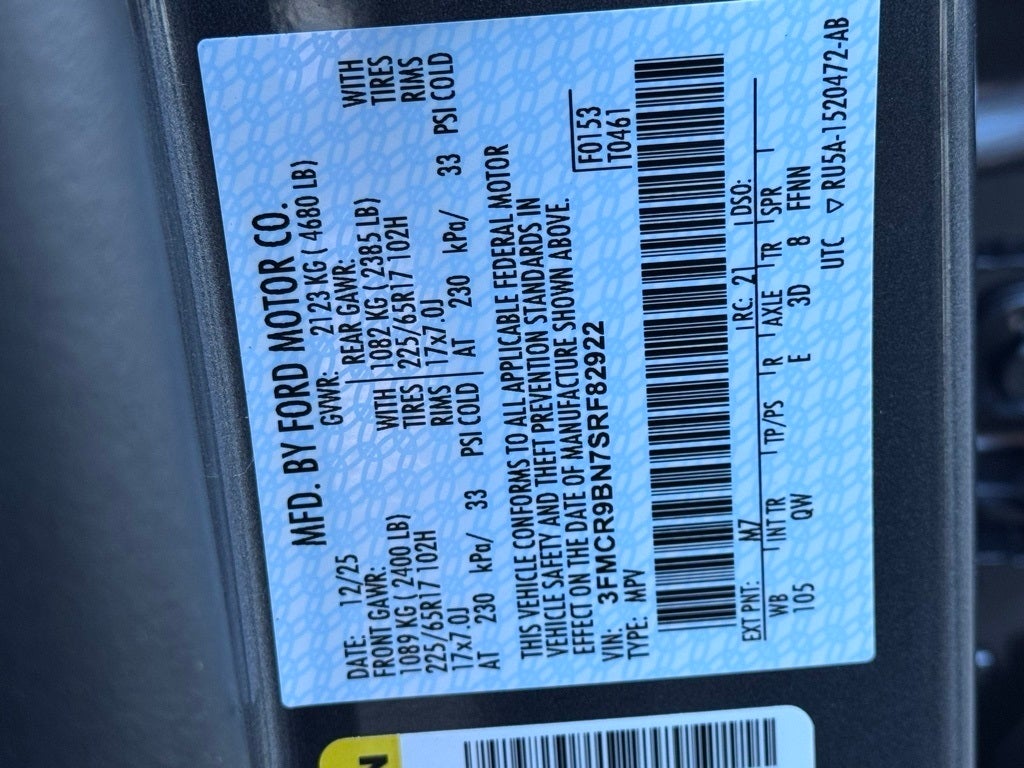 MFD. BY FORD MOTOR CO.
DATE: 12/25 GVWR: 2123 KG ( 4680 LB)
FRONT GAWR: REAR GAWR:
1089 KG ( 2400 LB) WITH 1082 KG ( 2385 LB) WITH
225/65R17 102H TIRES 225/65R17 102H TIRES
17x7.0J RIMS 17x7.0J RIMS
AT 230 kPa/ 33 PSI COLD AT 230 kPa/ 33 PSI COLD
THIS VEHICLE CONFORMS TO ALL APPLICABLE FEDERAL MOTOR
VEHICLE SAFETY AND THEFT PREVENTION STANDARDS IN
EFFECT ON THE DATE OF MANUFACTURE SHOWN ABOVE.
VIN: 3FMCR9BN7SRF82922
TYPE: MPV
F0153
T0461
EXT PNT: M7 RC: 21 DSO:
WB INT TR TP/PS R AXLE TR SPR
105 QW E 3D 8 FFNN
UTC ▽ RU5A-1520472-AB
N